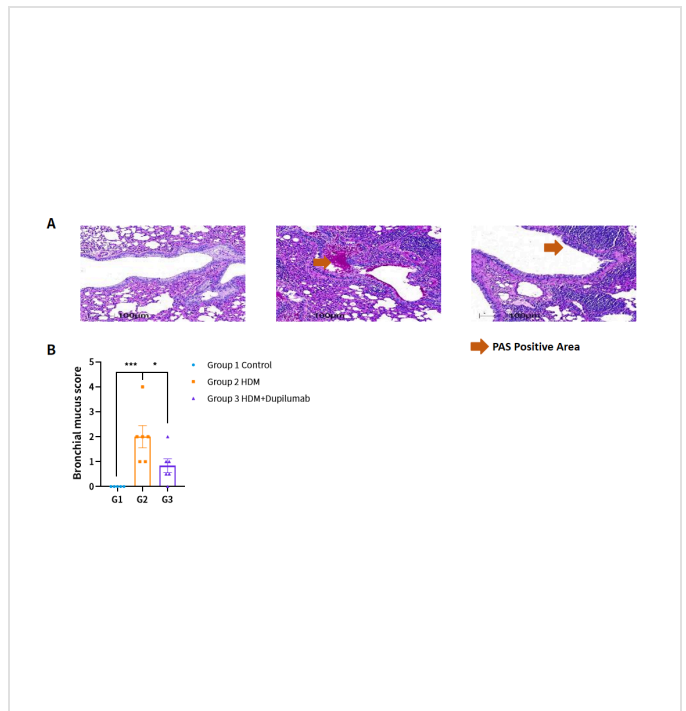 A
100μm
100μm
100μm
PAS Positive Area
B
Bronchial mucus score
5
4
3
2
1
0
***
*
G1
G2
G3
Group 1 Control
Group 2 HDM
Group 3 HDM+Dupilumab